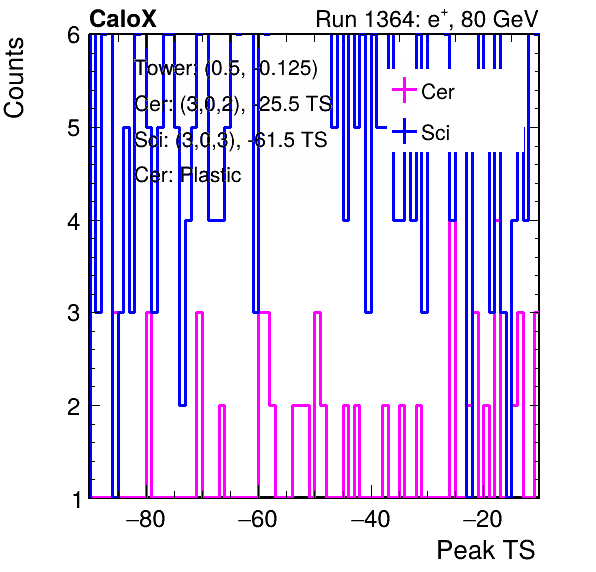 CaloX Run 1364: e⁺, 80 GeV
Counts
6
Tower: (0.5, -0.125)
Cer: (3,0,2), -25.5 TS
Sci: (3,0,3), -61.5 TS
Cer: Plastic
Cer
Sci
5
4
3
2
1
−80 −60 −40 −20
Peak TS